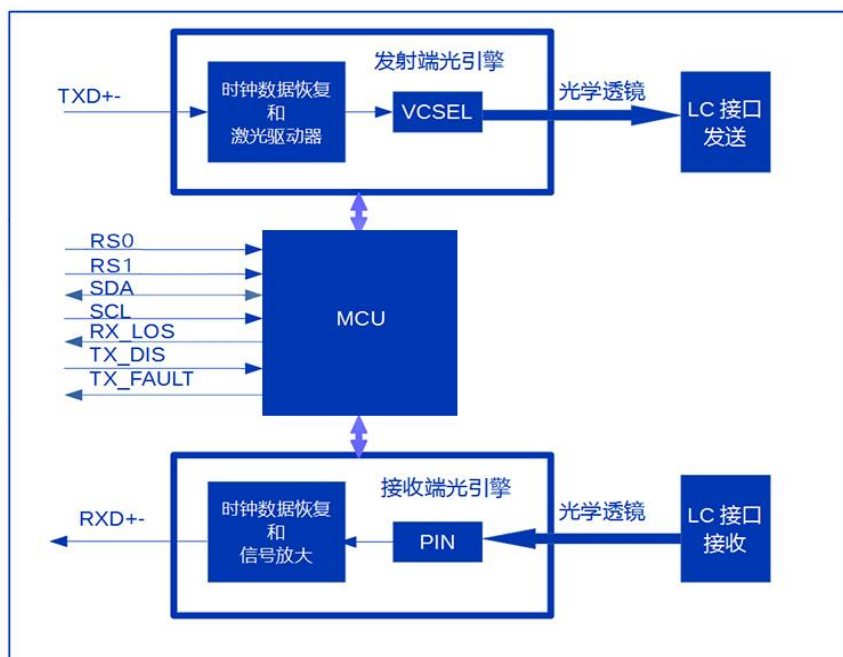 发射端光引擎
TXD+-
时钟数据恢复
和
激光驱动器
VCSEL
光学透镜
LC 接口
发送
RS0
RS1
SDA
SCL
RX_LOS
TX_DIS
TX_FAULT
MCU
接收端光引擎
RXD+-
时钟数据恢复
和
信号放大
PIN
光学透镜
LC 接口
接收